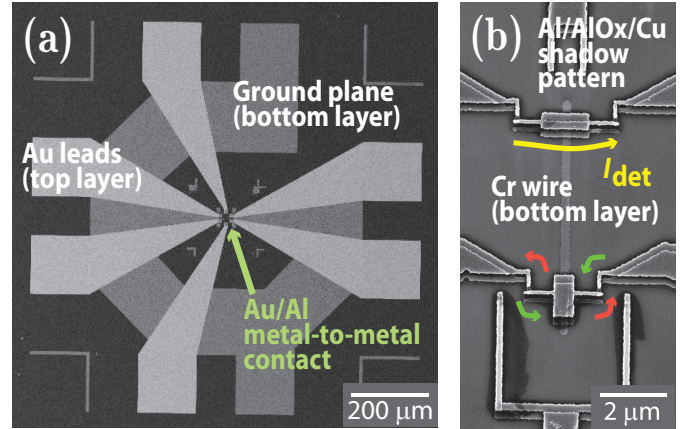 (a)
Ground plane
(bottom layer)
Au leads
(top layer)
Au/Al
metal-to-metal
contact
200 μm
(b)
Al/AlOx/Cu
shadow
pattern
I det
Cr wire
(bottom layer)
2 μm